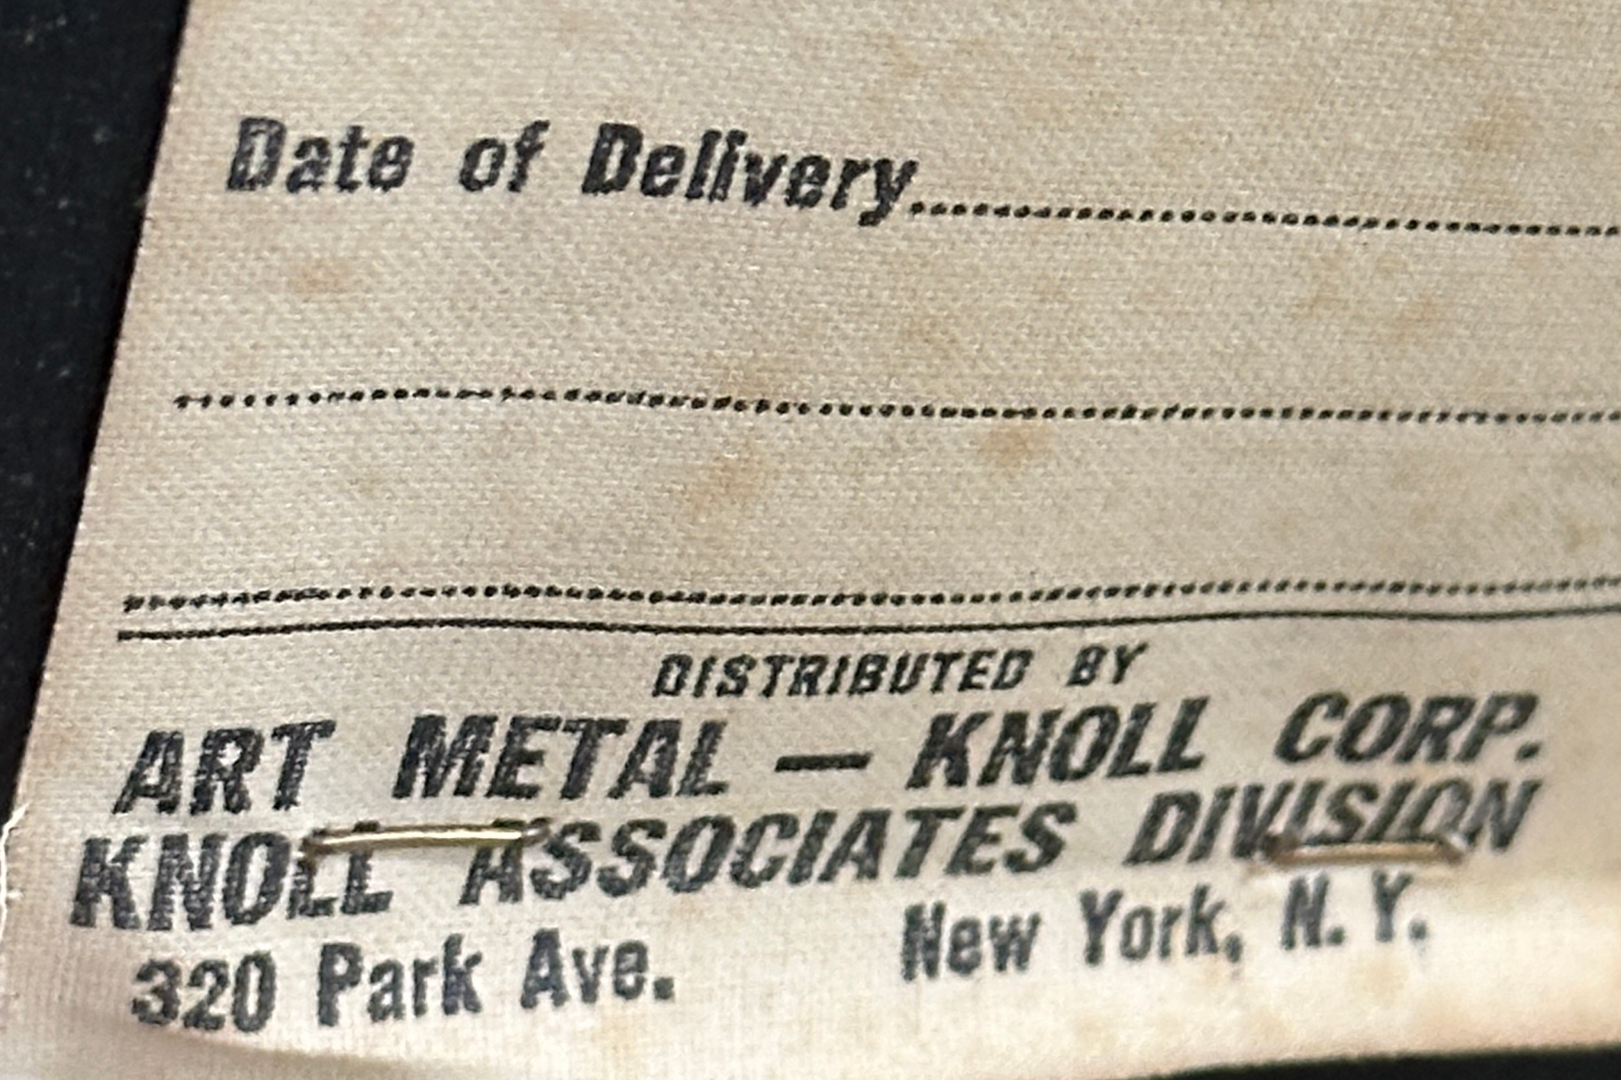 Date of Delivery
DISTRIBUTED BY
ART METAL — KNOLL CORP.
KNOLL ASSOCIATES DIVISION
320 Park Ave. New York, N.Y.